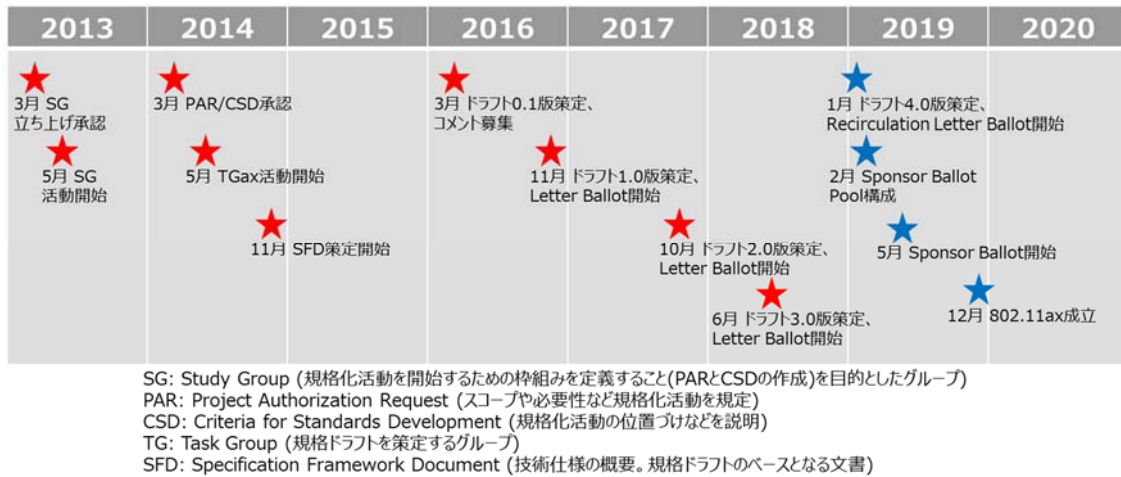 2013 2014 2015 2016 2017 2018 2019 2020
3月 SG
立ち上げ承認
5月 SG
活動開始
3月 PAR/CSD承認
5月 TGax活動開始
11月 SFD策定開始
3月 ドラフト0.1版策定、
コメント募集
11月 ドラフト1.0版策定、
Letter Ballot開始
10月 ドラフト2.0版策定、
Letter Ballot開始
6月 ドラフト3.0版策定、
Letter Ballot開始
1月 ドラフト4.0版策定、
Recirculation Letter Ballot開始
2月 Sponsor Ballot
Pool構成
5月 Sponsor Ballot開始
12月 802.11ax成立
SG: Study Group (規格化活動を開始するための枠組みを定義すること(PARとCSDの作成)を目的としたグループ)
PAR: Project Authorization Request (スコープや必要性など規格化活動を規定)
CSD: Criteria for Standards Development (規格化活動の位置づけなどを説明)
TG: Task Group (規格ドラフトを策定するグループ)
SFD: Specification Framework Document (技術仕様の概要。規格ドラフトのベースとなる文書)